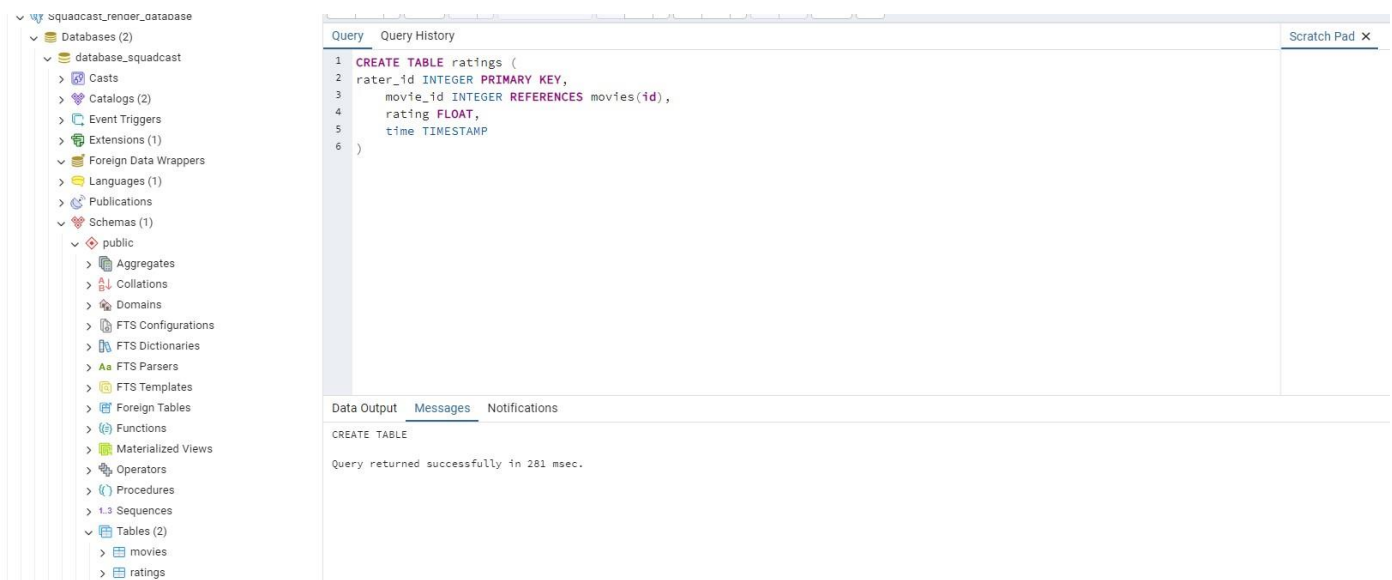 Squadcast_render_database
Databases (2)
database_squadcast
Casts
Catalogs (2)
Event Triggers
Extensions (1)
Foreign Data Wrappers
Languages (1)
Publications
Schemas (1)
public
Aggregates
Collations
Domains
FTS Configurations
FTS Dictionaries
Aa FTS Parsers
FTS Templates
Foreign Tables
Functions
Materialized Views
Operators
Procedures
1..3 Sequences
Tables (2)
movies
ratings
Query Query History
Scratch Pad X
1 CREATE TABLE ratings (
2 rater_id INTEGER PRIMARY KEY,
3 movie_id INTEGER REFERENCES movies(id),
4 rating FLOAT,
5 time TIMESTAMP
6 )
Data Output Messages Notifications
CREATE TABLE
Query returned successfully in 281 msec.